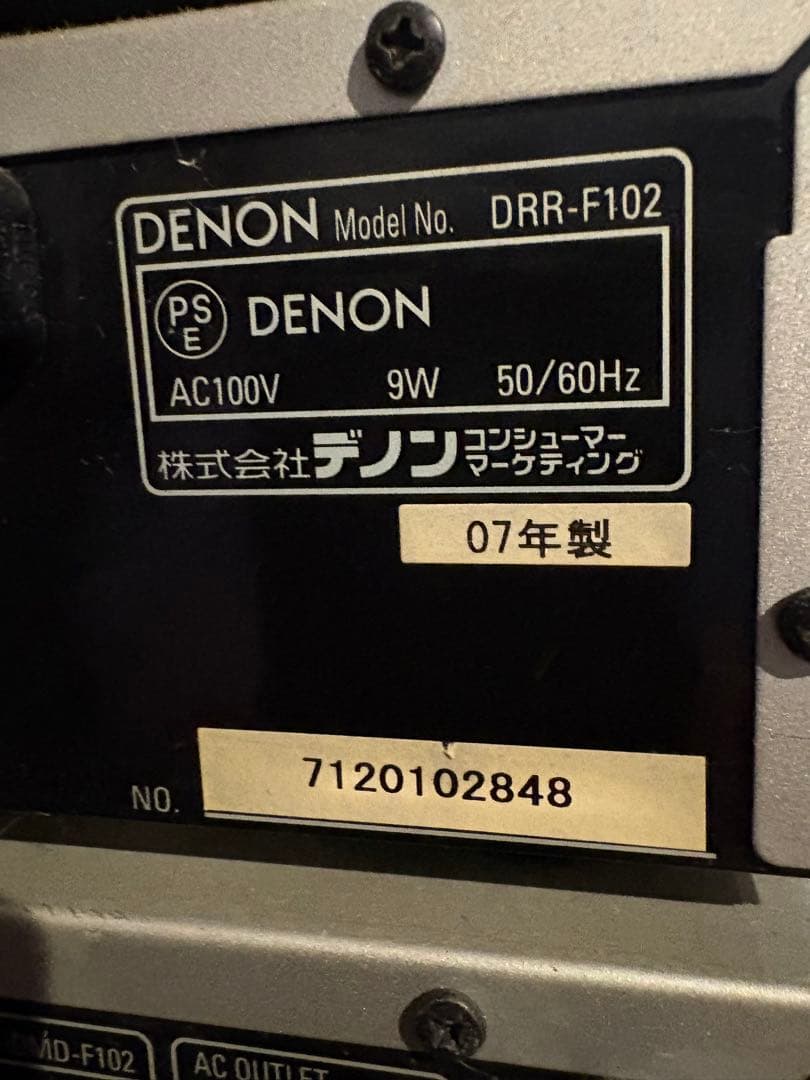 DENON Model No. DRR-F102
PS
E
DENON
AC100V 9W 50/60Hz
株式会社デノン コンシューマー
マーケティング
07年製
NO. 7120102848
DMD-F102
AC OUTLET